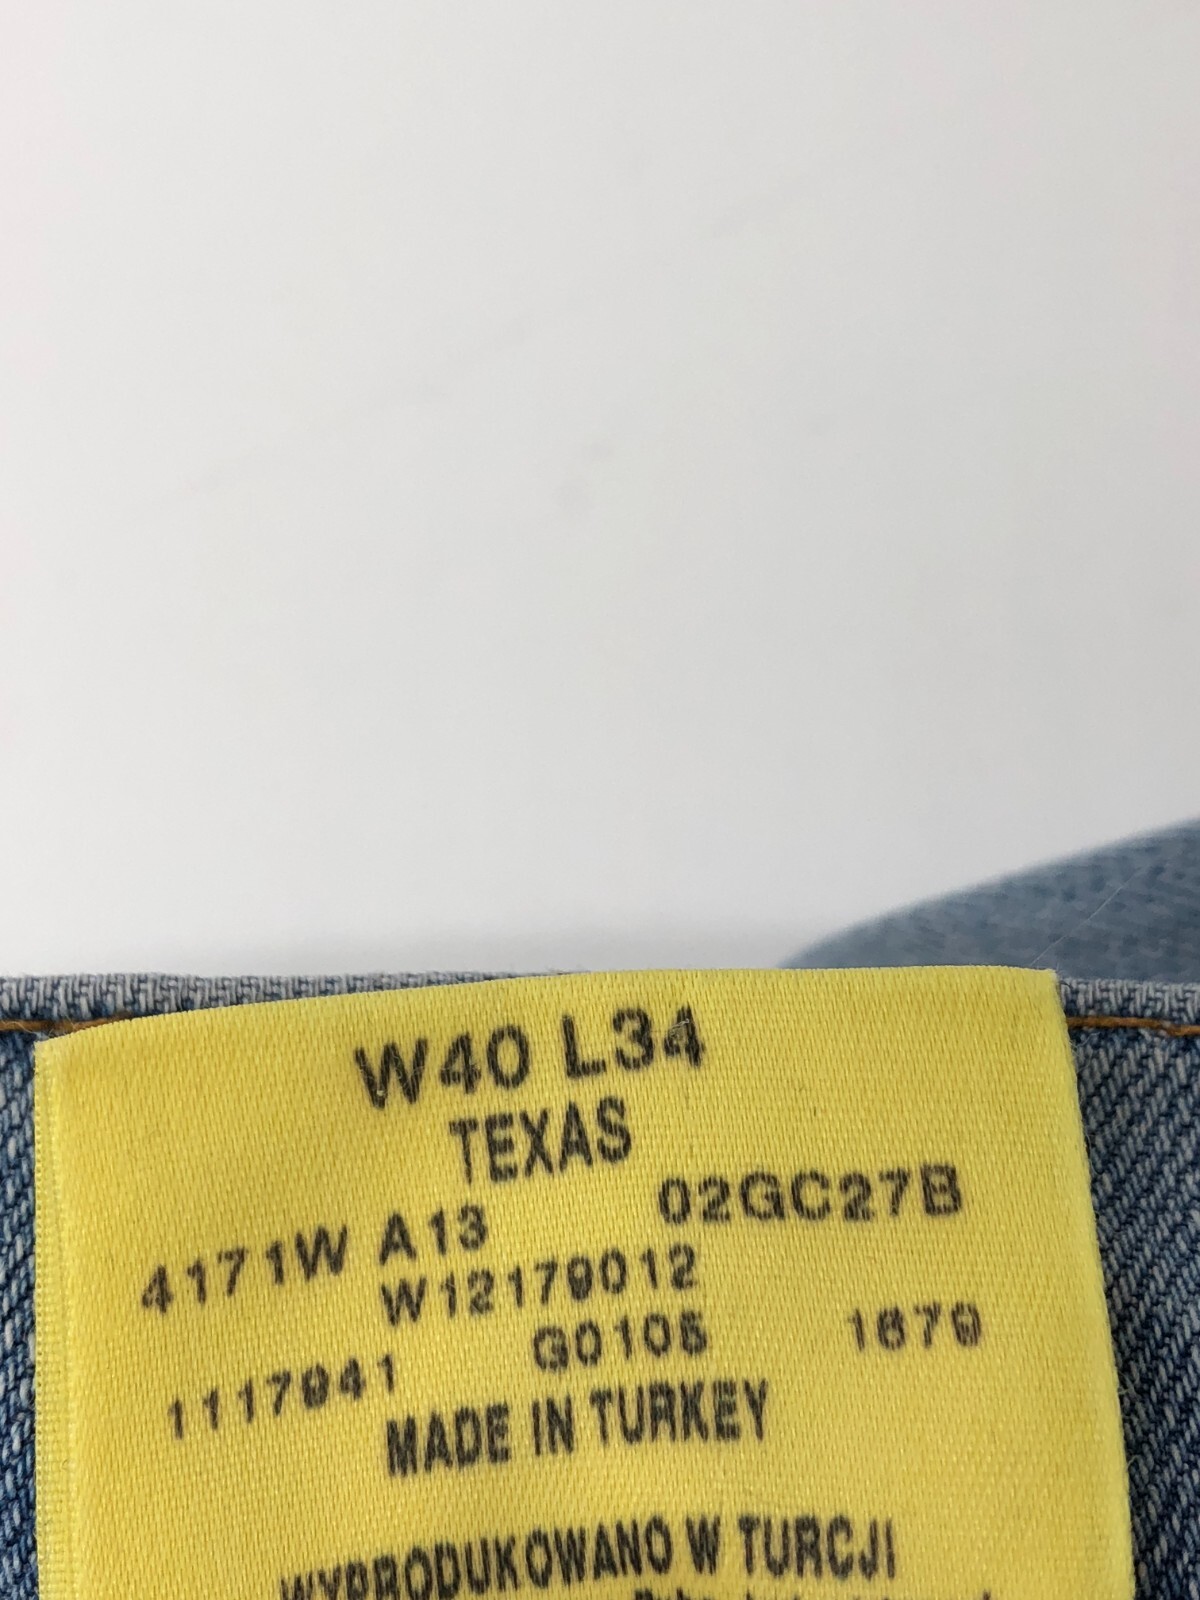 W40 L34
TEXAS
4171W A13 02GC27B
W12179012
1117941 G0105 1679
MADE IN TURKEY
WYPRODUKOWANO W TURCJI